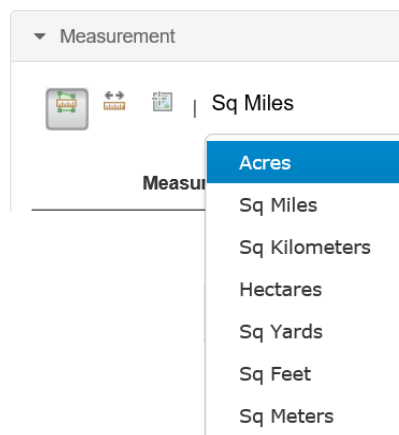 Measurement
| Sq Miles
Acres
Measur
Sq Miles
Sq Kilometers
Hectares
Sq Yards
Sq Feet
Sq Meters